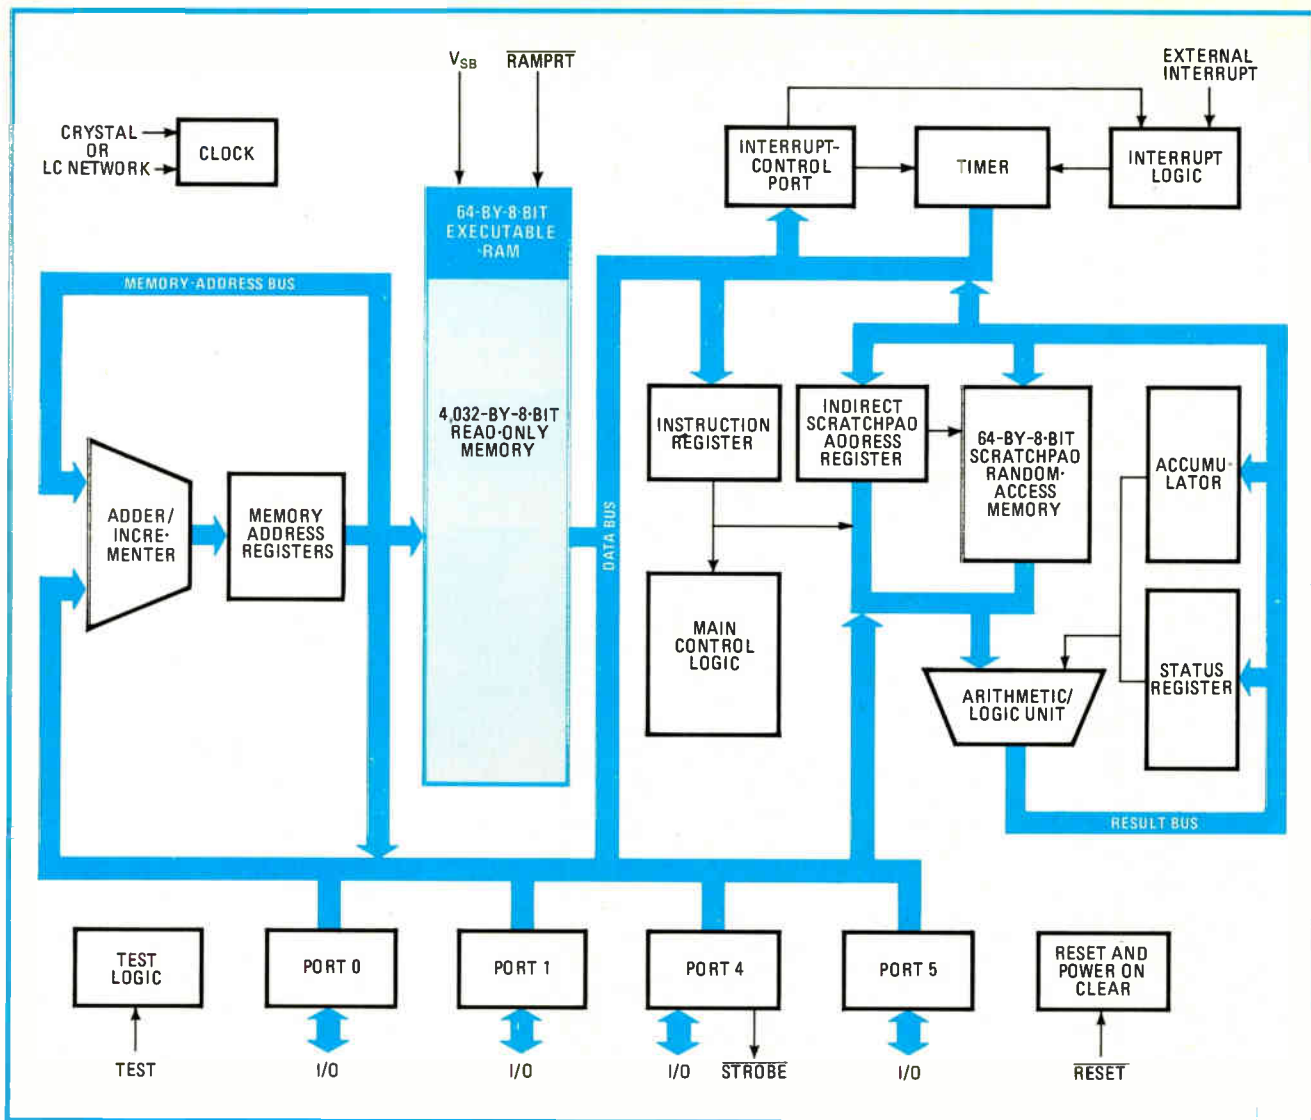 V_SB
RAMPRT
EXTERNAL
INTERRUPT
CRYSTAL
OR
LC NETWORK
CLOCK
INTERRUPT-
CONTROL
PORT
TIMER
INTERRUPT
LOGIC
64-BY-8-BIT
EXECUTABLE
RAM
MEMORY-ADDRESS BUS
4,032-BY-8-BIT
READ-ONLY
MEMORY
DATA BUS
INSTRUCTION
REGISTER
INDIRECT
SCRATCHPAD
ADDRESS
REGISTER
64-BY-8-BIT
SCRATCHPAD
RANDOM-
ACCESS
MEMORY
ACCUMU-
LATOR
ADDER/
INCRE-
MENTER
MEMORY
ADDRESS
REGISTERS
MAIN
CONTROL
LOGIC
ARITHMETIC/
LOGIC UNIT
STATUS
REGISTER
RESULT BUS
TEST
LOGIC
PORT 0
PORT 1
PORT 4
PORT 5
RESET AND
POWER ON
CLEAR
TEST
I/O
I/O
I/O
STROBE
I/O
RESET